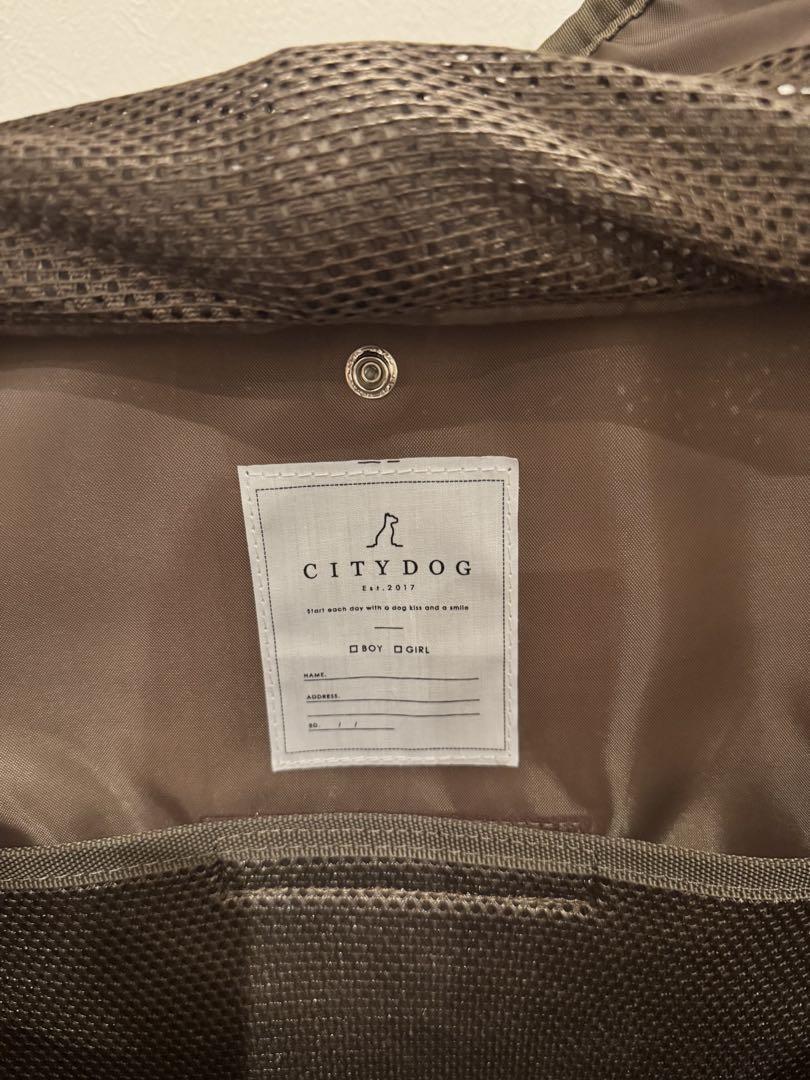 CITYDOG
Est.2017
Start each day with a dog kiss and a smile
BOY GIRL
NAME.
ADDRESS.
BD. / /